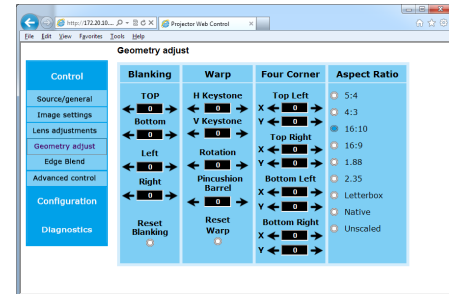 http://172.20.10....
Projector Web Control
File Edit View Favorites Tools Help
Geometry adjust
Control
Source/general
Image settings
Lens adjustments
Geometry adjust
Edge Blend
Advanced control
Configuration
Diagnostics
Blanking
TOP
0
Bottom
0
Left
0
Right
0
Reset
Blanking
Warp
H Keystone
0
V Keystone
0
Rotation
0
Pincushion
Barrel
0
Reset
Warp
Four Corner
Top Left
X 0
Y 0
Top Right
X 0
Y 0
Bottom Left
X 0
Y 0
Bottom Right
X 0
Y 0
Aspect Ratio
5:4
4:3
16:10
16:9
1.88
2.35
Letterbox
Native
Unscaled